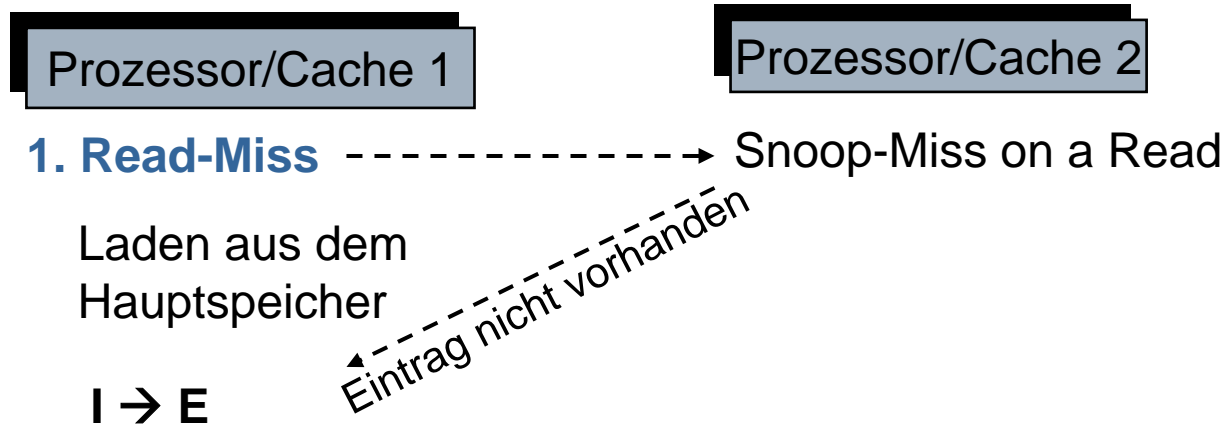 Prozessor/Cache 1
Prozessor/Cache 2
1. Read-Miss
Snoop-Miss on a Read
Eintrag nicht vorhanden
Laden aus dem
Hauptspeicher
I → E